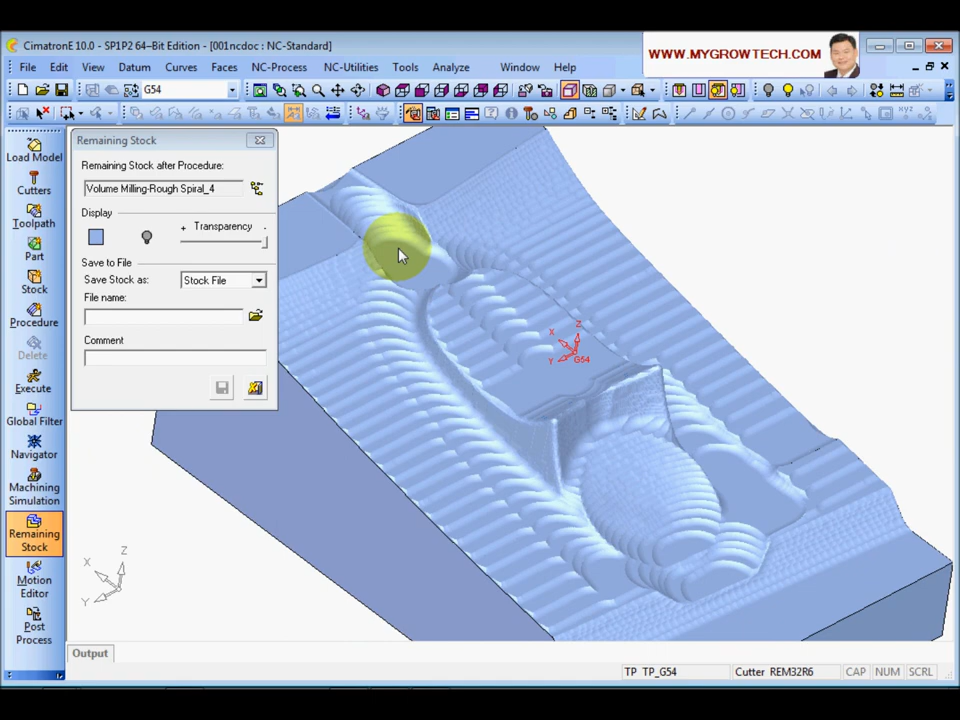 CimatronE 10.0 - SP1P2 64-Bit Edition - [001ncdoc : NC-Standard]
WWW.MYGROWTECH.COM
File Edit View Datum Curves Faces NC-Process NC-Utilities Tools Analyze Window Help
G54
Load Model
Cutters
Toolpath
Part
Stock
Procedure
Delete
Execute
Global Filter
Navigator
Machining
Simulation
Remaining
Stock
Motion
Editor
Post
Process
Remaining Stock
Remaining Stock after Procedure:
Volume Milling-Rough Spiral_4
Display
+ Transparency -
Save to File
Save Stock as: Stock File
File name:
Comment
Z
X
Y
G54
Z
X
Y
Output
TP TP_G54 Cutter REM32R6 CAP NUM SCRL